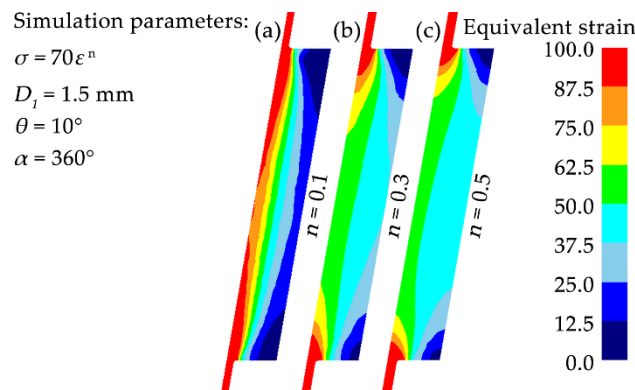 Simulation parameters:
(a) (b) (c) Equivalent strain
σ = 70εⁿ
D₁ = 1.5 mm
θ = 10°
α = 360°
n = 0.1
n = 0.3
n = 0.5
100.0
87.5
75.0
62.5
50.0
37.5
25.0
12.5
0.0